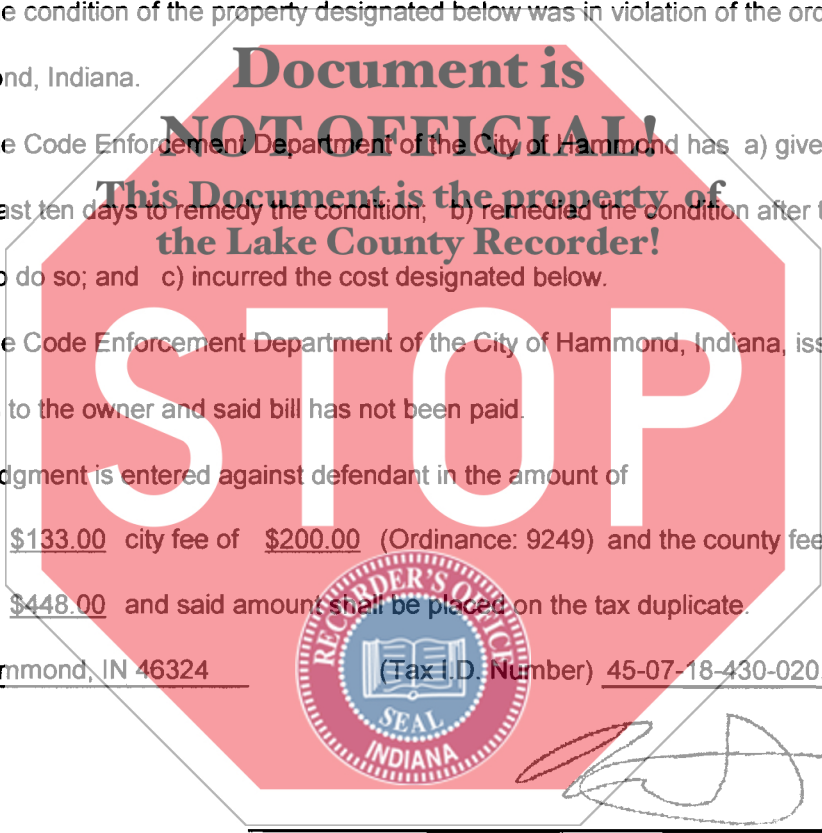 e condition of the property designated below was in violation of the ord
Document is
nd, Indiana.
NOT OFFICIAL!
e Code Enforcement Department of the City of Hammond has a) give
This Document is the property of
ast ten days to remedy the condition; b) remedied the condition after t
the Lake County Recorder!
o do so; and c) incurred the cost designated below.
STOP
e Code Enforcement Department of the City of Hammond, Indiana, iss
to the owner and said bill has not been paid.
dgment is entered against defendant in the amount of
$133.00 city fee of $200.00 (Ordinance: 9249) and the county fee
$448.00 and said amount shall be placed on the tax duplicate.
RECORDER'S OFFICE
mmond, IN 46324 (Tax I.D. Number) 45-07-18-430-020
SEAL
INDIANA